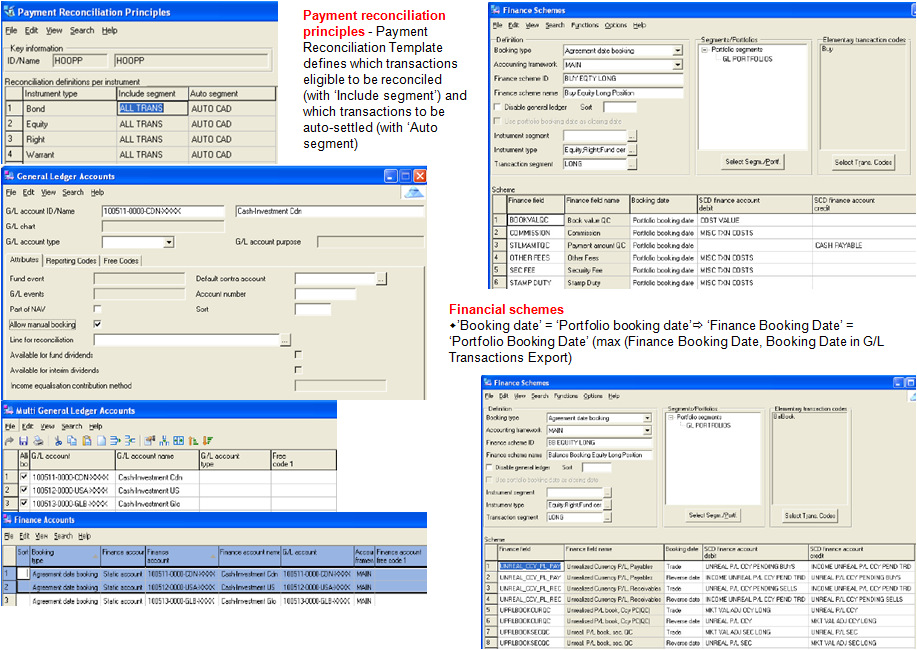 Payment Reconciliation Principles
File Edit View Search Help
Key information
ID/Name HOOPP HOOPP
Reconciliation definitions per instrument
Instrument type Include segment Auto segment
1 Bond ALL TRANS AUTO CAD
2 Equity ALL TRANS AUTO CAD
3 Right ALL TRANS AUTO CAD
4 Warrant ALL TRANS AUTO CAD
Payment reconciliation
principles - Payment
Reconciliation Template
defines which transactions
eligible to be reconciled
(with ‘Include segment’) and
which transactions to be
auto-settled (with ‘Auto
segment)
General Ledger Accounts
File Edit View Search Help
G/L account ID/Name 100511-0000-CDN-XXXX Cash-Investment Cdn
G/L chart
G/L account type G/L account purpose
Attributes Reporting Codes Free Codes
Fund event Default contra account
G/L events Account number
Part of NAV Sort
Allow manual booking
Line for reconciliation
Available for fund dividends
Available for interim dividends
Income equalisation contribution method
Multi General Ledger Accounts
File Edit View Search Help
All G/L account G/L account name G/L account Free
bo type code 1
1 100511-0000-CDN-XXXX Cash-Investment Cdn
2 100512-0000-USA-XXXX Cash-Investment US
3 100513-0000-GLB-XXXX Cash-Investment Glo
Finance Accounts
File Edit View Search Help
Sort Booking Finance account Finance Finance account name G/L account Accou Finance account
type account framew free code 1
1 Agreement date booking Static account 100511-0000-CDN-XXXX Cash-Investment Cdn 100511-0000-CDN-XXXX MAIN
2 Agreement date booking Static account 100512-0000-USA-XXXX Cash-Investment US 100512-0000-USA-XXXX MAIN
3 Agreement date booking Static account 100513-0000-GLB-XXXX Cash-Investment Glo 100513-0000-GLB-XXXX MAIN
Finance Schemes
File Edit View Search Functions Options Help
Definition Segments/Portfolios Elementary transaction codes
Booking type Agreement date booking Portfolio segments Buy
Accounting framework MAIN GL PORTFOLIOS
Finance scheme ID BUY EQTY LONG
Finance scheme name Buy Equity Long Position
Disable general ledger Sort
Use portfolio booking date as closing date
Instrument segment
Instrument type Equity;Right;Fund cer
Transaction segment LONG Select Segm./Portf. Select Trans. Codes
Scheme
Finance field Finance field name Booking date SCD finance account SCD finance account
debit credit
1 BOOKVALQC Book value QC Portfolio booking date COST VALUE
2 COMMISSION Commission Portfolio booking date MISC TXN COSTS
3 STLMAMTQC Payment amount QC Portfolio booking date CASH PAYABLE
4 OTHER FEES Other Fees Portfolio booking date MISC TXN COSTS
5 SEC FEE Security Fee Portfolio booking date MISC TXN COSTS
6 STAMP DUTY Stamp Duty Portfolio booking date MISC TXN COSTS
Financial schemes
◆‘Booking date’ = ‘Portfolio booking date’⇨ ‘Finance Booking Date’ =
‘Portfolio Booking Date’ (max (Finance Booking Date, Booking Date in G/L
Transactions Export)
Finance Schemes
File Edit View Search Functions Options Help
Definition Segments/Portfolios Elementary transaction codes
Booking type Agreement date booking Portfolio segments BalBook
Accounting framework MAIN GL PORTFOLIOS
Finance scheme ID BB EQUITY LONG
Finance scheme name Balance Booking Equity Long Position
Disable general ledger Sort
Use portfolio booking date as closing date
Instrument segment
Instrument type Equity;Right;Fund cer
Transaction segment LONG Select Segm./Portf. Select Trans. Codes
Scheme
Finance field Finance field name Booking date SCD finance account SCD finance account
debit credit
1 UNREAL_CCY_PL_PAY Unrealized Currency P/L, Payables Trade UNREAL P/L CCY PENDING BUYS INCOME UNREAL P/L CCY PEND TRD
2 UNREAL_CCY_PL_PAY Unrealized Currency P/L, Payables Reverse date INCOME UNREAL P/L CCY PEND TRD UNREAL P/L CCY PENDING BUYS
3 UNREAL_CCY_PL_REC Unrealized Currency P/L, Receivables Trade UNREAL P/L CCY PENDING SELLS INCOME UNREAL P/L CCY PEND TRD
4 UNREAL_CCY_PL_REC Unrealized Currency P/L, Receivables Reverse date INCOME UNREAL P/L CCY PEND TRD UNREAL P/L CCY PENDING SELLS
5 UPRLBOOKCURQC Unrealized P/L book, Ccy PC(QC) Trade MKT VAL ADJ CCY LONG UNREAL P/L CCY
6 UPRLBOOKCURQC Unrealized P/L book, Ccy PC(QC) Reverse date UNREAL P/L CCY MKT VAL ADJ CCY LONG
7 UPRLBOOKSECQC Unreal. P/L book, sec. QC Trade MKT VAL ADJ SEC LONG UNREAL P/L SEC
8 UPRLBOOKSECQC Unreal. P/L book, sec. QC Reverse date UNREAL P/L SEC MKT VAL ADJ SEC LONG